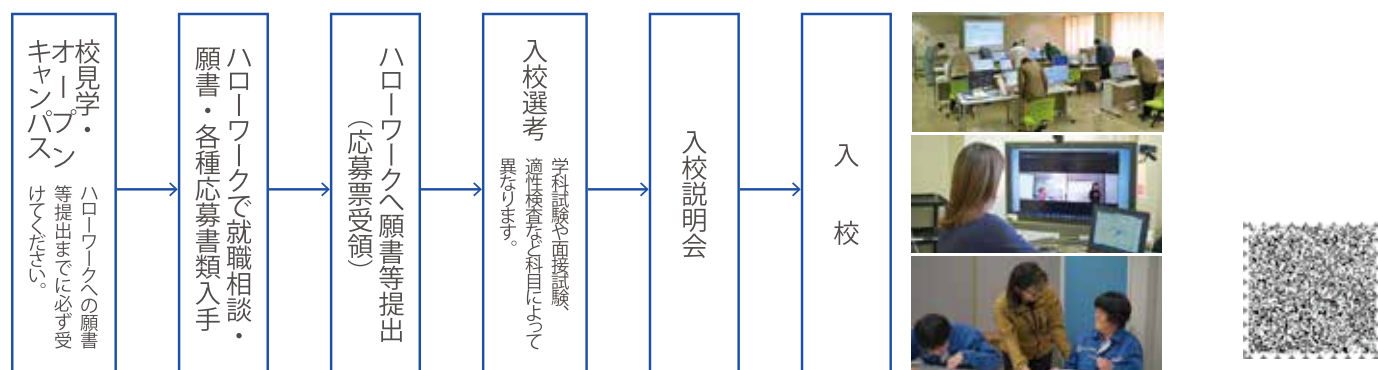 校見学・
オープン
キャンパス
ハローワークへの願書
等提出までに必ず受
けてください。
ハローワークで就職相談・
願書・各種応募書類入手
ハローワークへ願書等提出
（応募票受領）
入校選考
学科試験や面接試験、
適性検査など科目によって
異なります。
入校説明会
入校